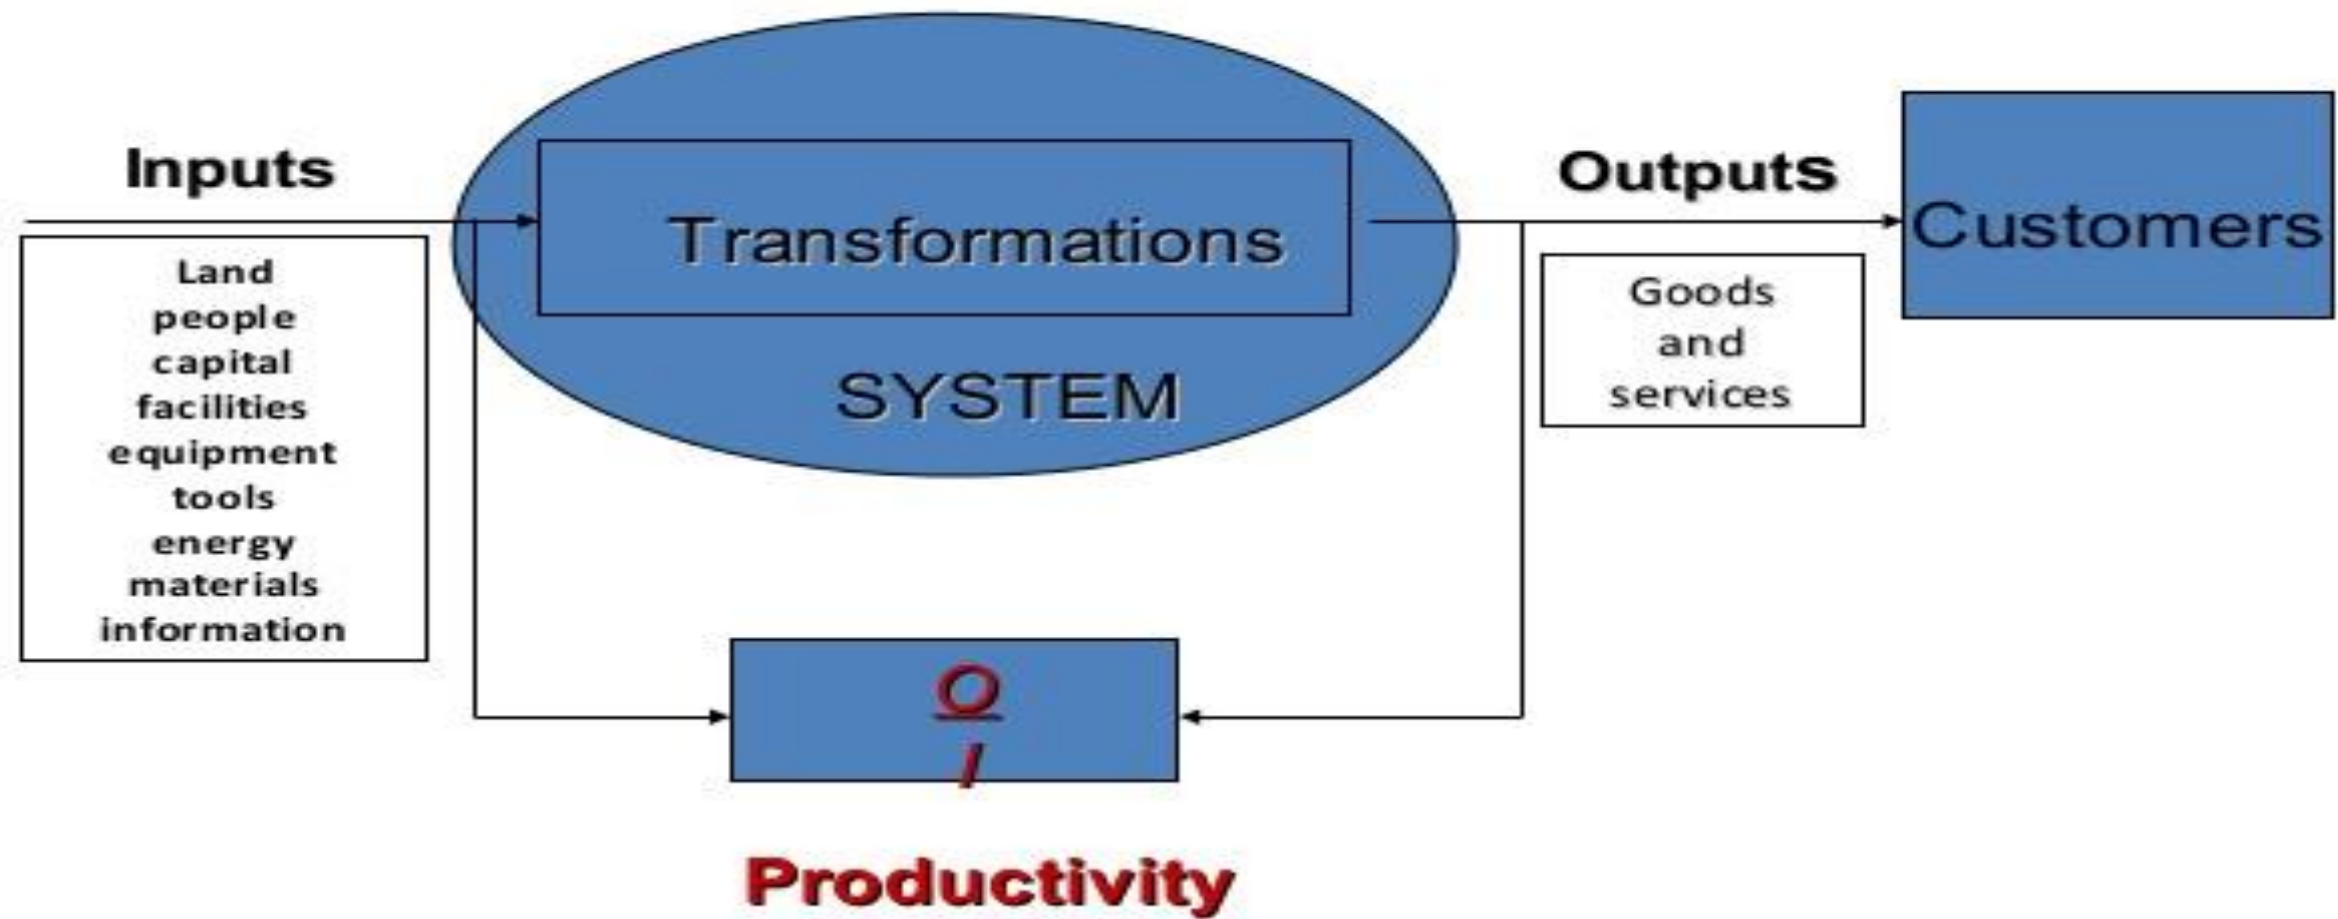 Inputs
Land
people
capital
facilities
equipment
tools
energy
materials
information
Transformations
SYSTEM
Outputs
Goods
and
services
Customers
O
I
Productivity